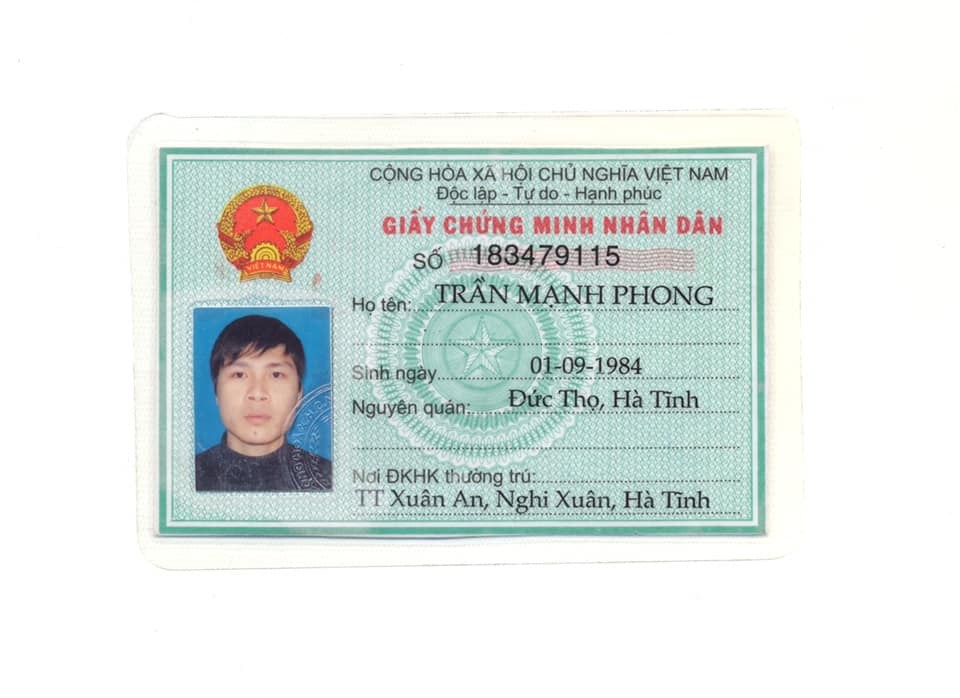 CỘNG HÒA XÃ HỘI CHỦ NGHĨA VIỆT NAM
Độc lập - Tự do - Hạnh phúc
GIẤY CHỨNG MINH NHÂN DÂN
SỐ 183479115
Họ tên: TRẦN MẠNH PHONG
Sinh ngày 01-09-1984
Nguyên quán: Đức Thọ, Hà Tĩnh
Nơi ĐKHK thường trú:
TT Xuân An, Nghi Xuân, Hà Tĩnh
VIỆT NAM